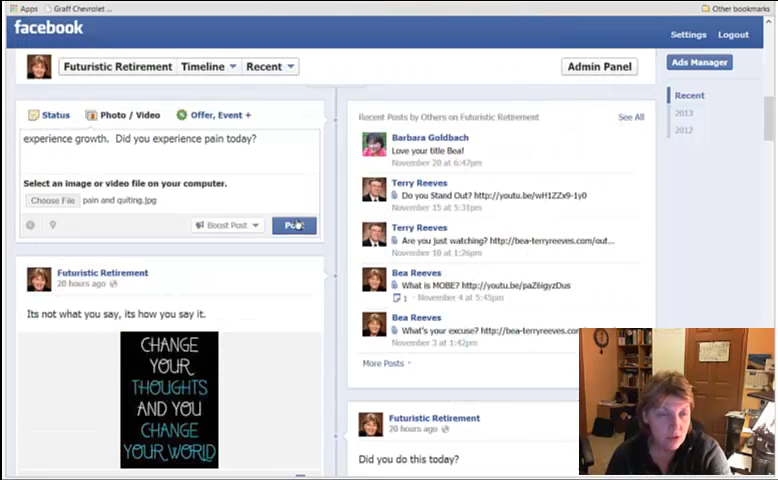 Apps Graff Chevrolet ... Other bookmarks
facebook
Settings Logout
Futuristic Retirement Timeline Recent Admin Panel
Ads Manager
Recent
2013
2012
Status Photo / Video Offer, Event +
experience growth. Did you experience pain today?
Select an image or video file on your computer.
Choose File pain and quiting.jpg
Boost Post
Futuristic Retirement
20 hours ago
Its not what you say, its how you say it.
CHANGE
YOUR
THOUGHTS
AND YOU
CHANGE
YOUR WORLD
Recent Posts by Others on Futuristic Retirement See All
Barbara Goldbach
Love your title Bea!
November 20 at 6:47pm
Terry Reeves
Do you Stand Out? http://youtu.be/wH1ZZx9-1y0
November 15 at 5:31pm
Terry Reeves
Are you just watching? http://bea-terryreeves.com/out...
November 10 at 1:26pm
Bea Reeves
What is MOBE? http://youtu.be/paZ6igyzDus
1 · November 4 at 5:45pm
Bea Reeves
What's your excuse? http://bea-terryreeves.com
November 3 at 1:42pm
More Posts
Futuristic Retirement
20 hours ago
Did you do this today?